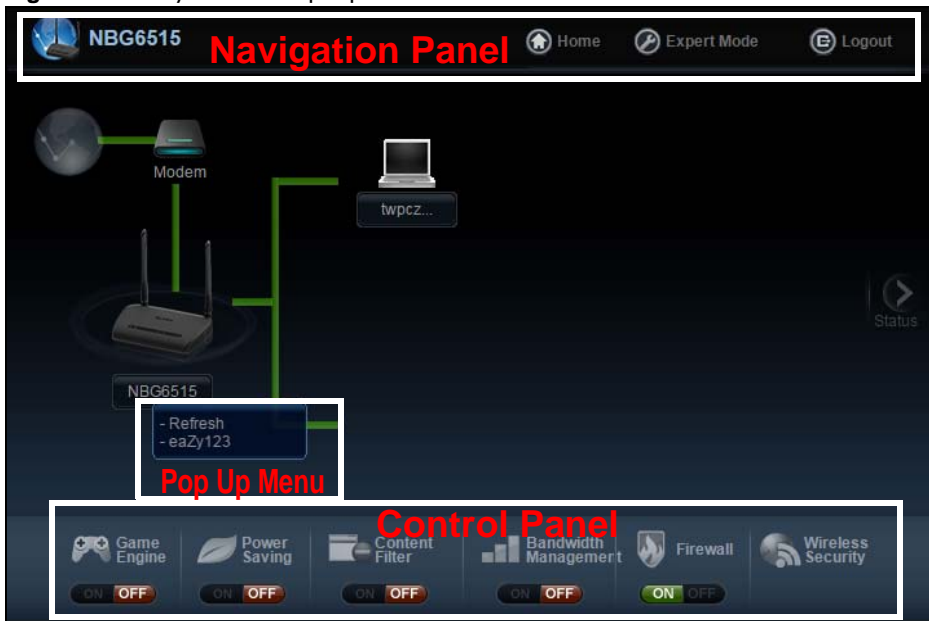 NBG6515
Navigation Panel
Home
Expert Mode
Logout
Modem
twpcz...
Status
NBG6515
- Refresh
- eaZy123
Pop Up Menu
Control Panel
Game
Engine
Power
Saving
Content
Filter
Bandwidth
Management
Firewall
Wireless
Security
ON OFF
ON OFF
ON OFF
ON OFF
ON OFF